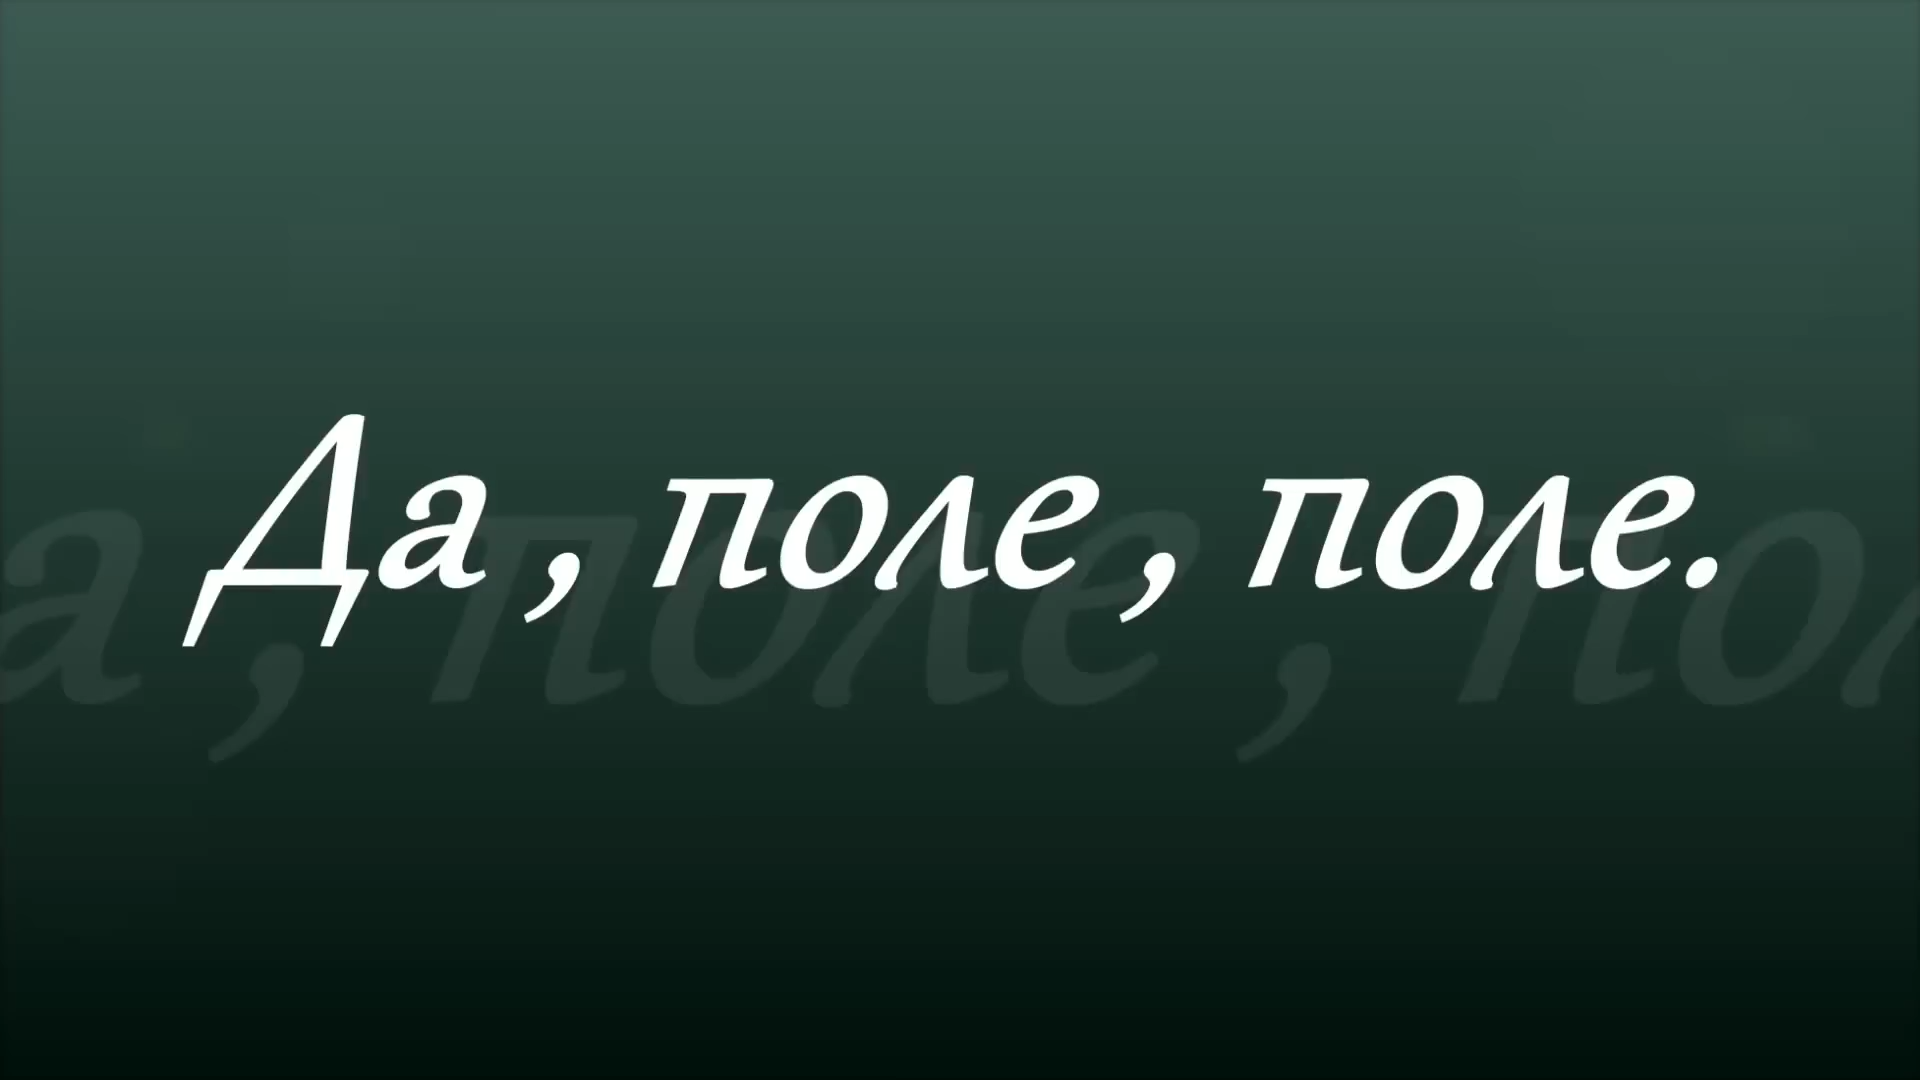 Да , поле , поле.